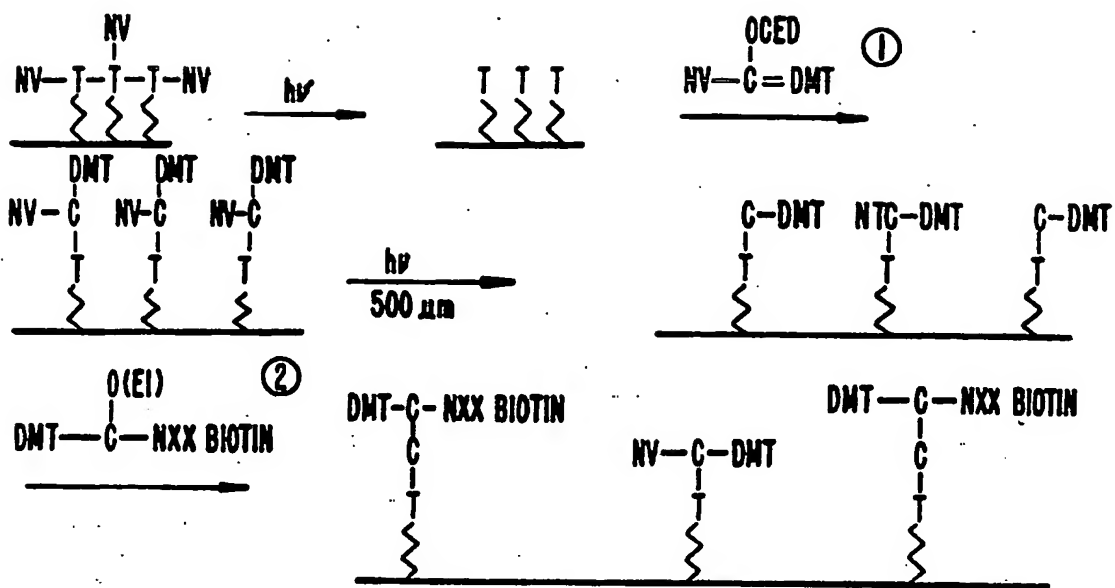 NV
NV-T-T-T-NV
hν
T T T
OCED
NV-C=DMT
①
DMT DMT DMT
NV-C NV-C NV-C
T T T
hν
500 µm
C-DMT NTC-DMT C-DMT
T T T
O(EI)
②
DMT-C-NXX BIOTIN
DMT-C-NXX BIOTIN
C
T
NV-C-DMT
T
DMT-C-NXX BIOTIN
C
T